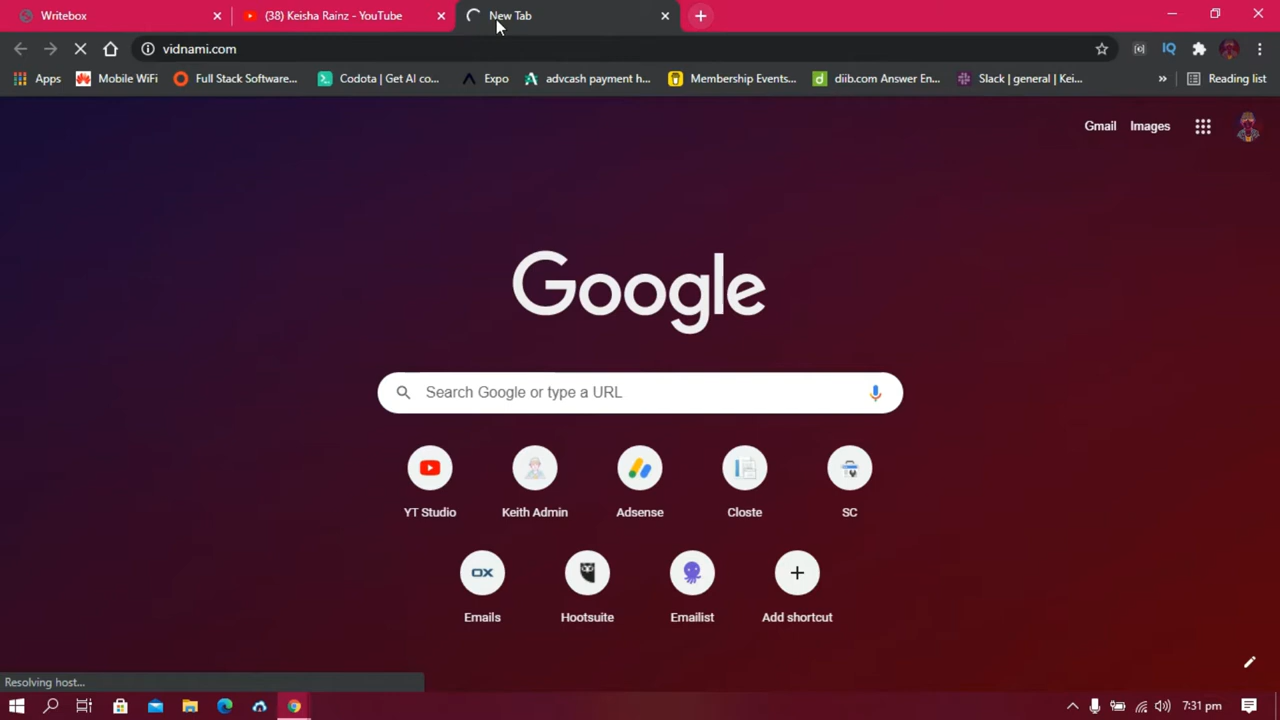 Writebox
(38) Keisha Rainz - YouTube
New Tab
vidnami.com
IQ
Apps
Mobile WiFi
Full Stack Software...
Codota | Get AI co...
Expo
advcash payment h...
Membership Events...
diib.com Answer En...
Slack | general | Kei...
»
Reading list
Gmail
Images
Google
Search Google or type a URL
YT Studio
Keith Admin
Adsense
Closte
SC
OX
Emails
Hootsuite
Emailist
Add shortcut
Resolving host...
7:31 pm